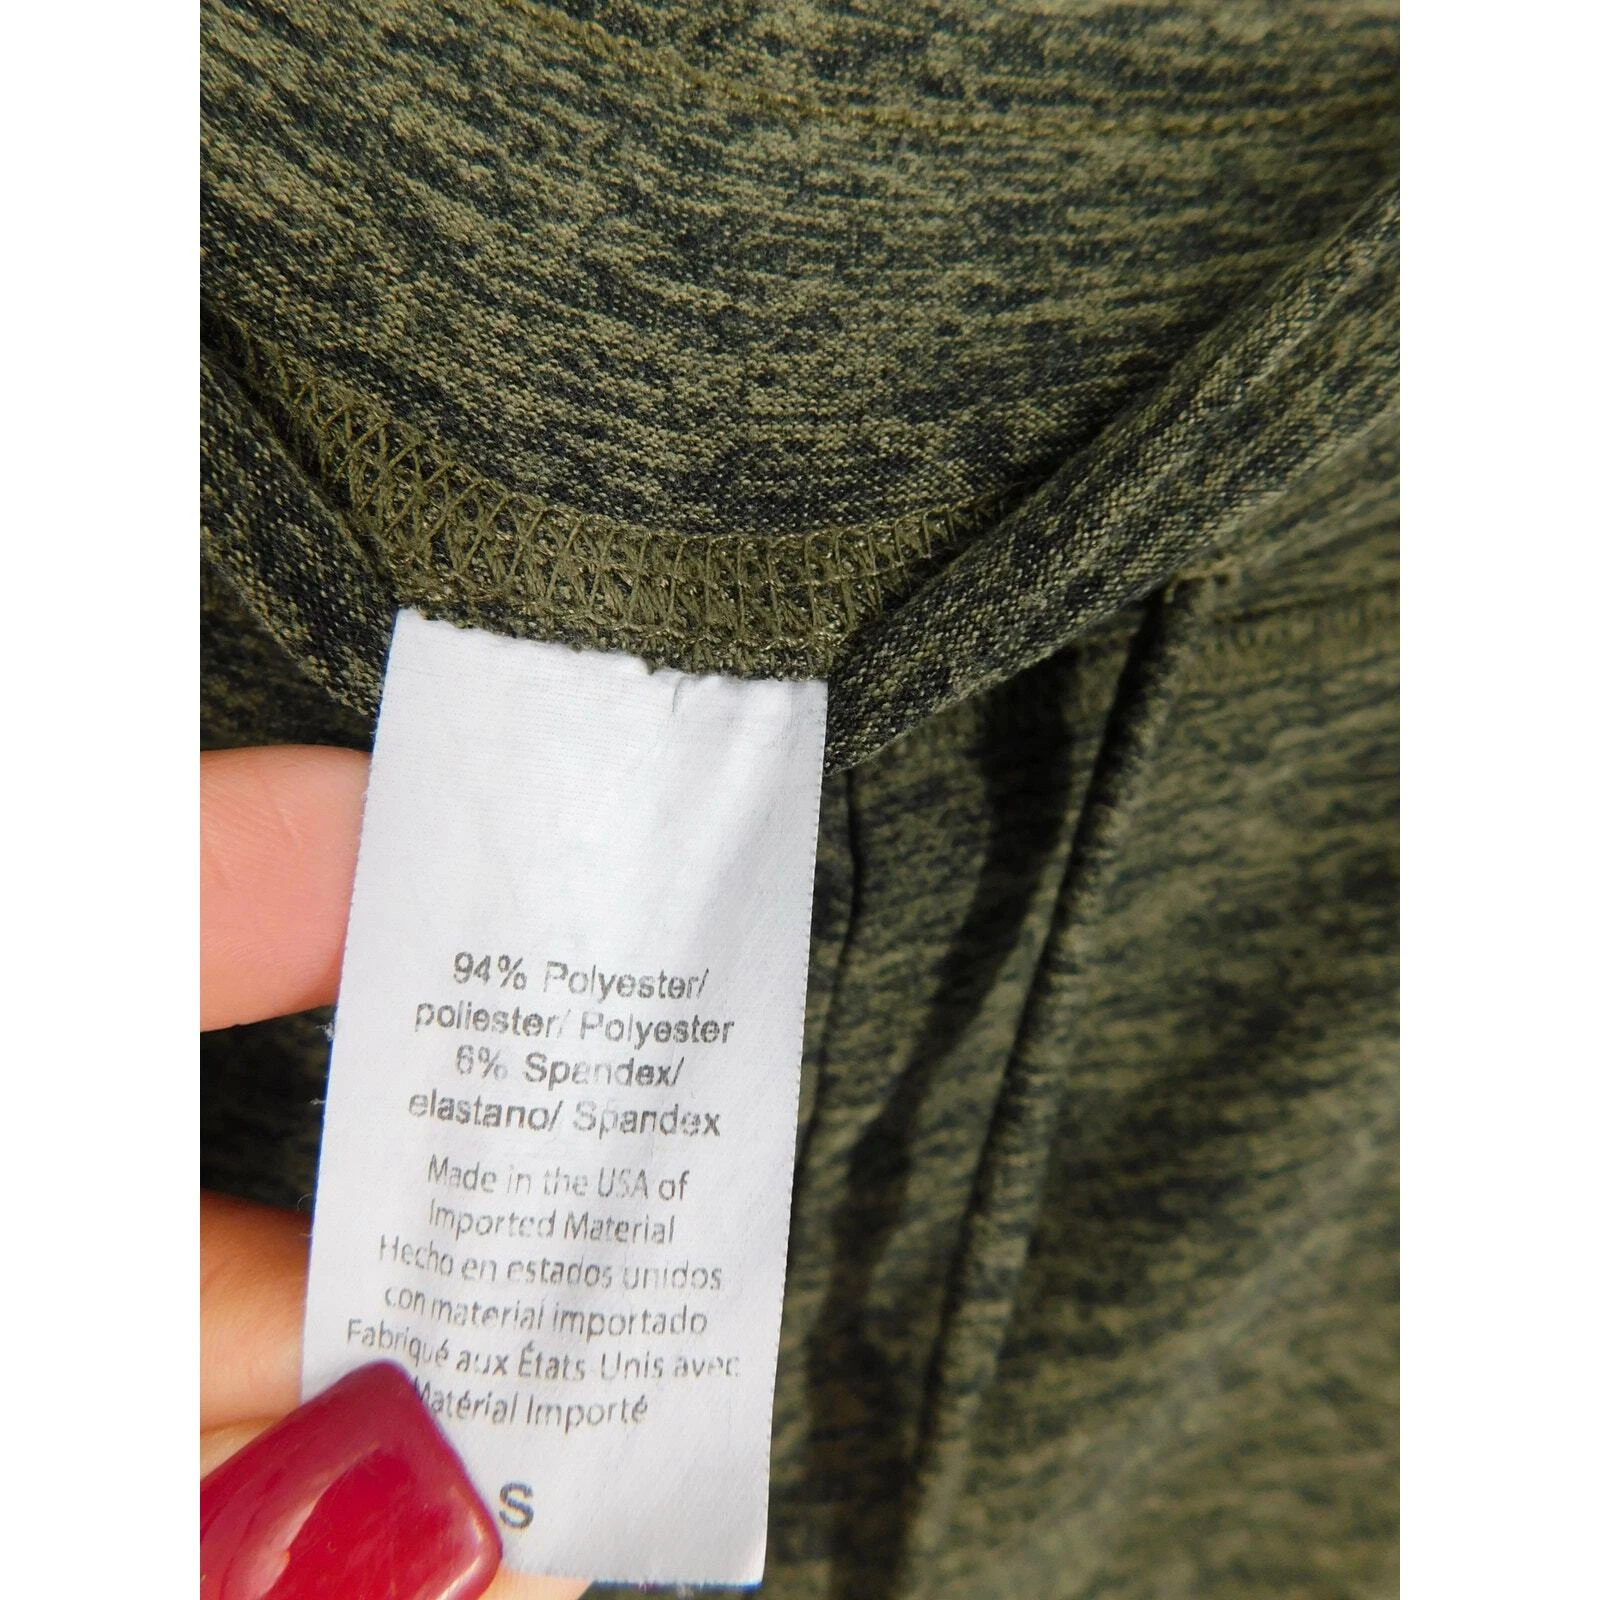 94% Polyester/
poliester/ Polyester
6% Spandex/
elastano/ Spandex
Made in the USA of
Imported Material
Hecho en estados unidos
con material importado
Fabriqué aux États Unis avec
Matérial Importé
S